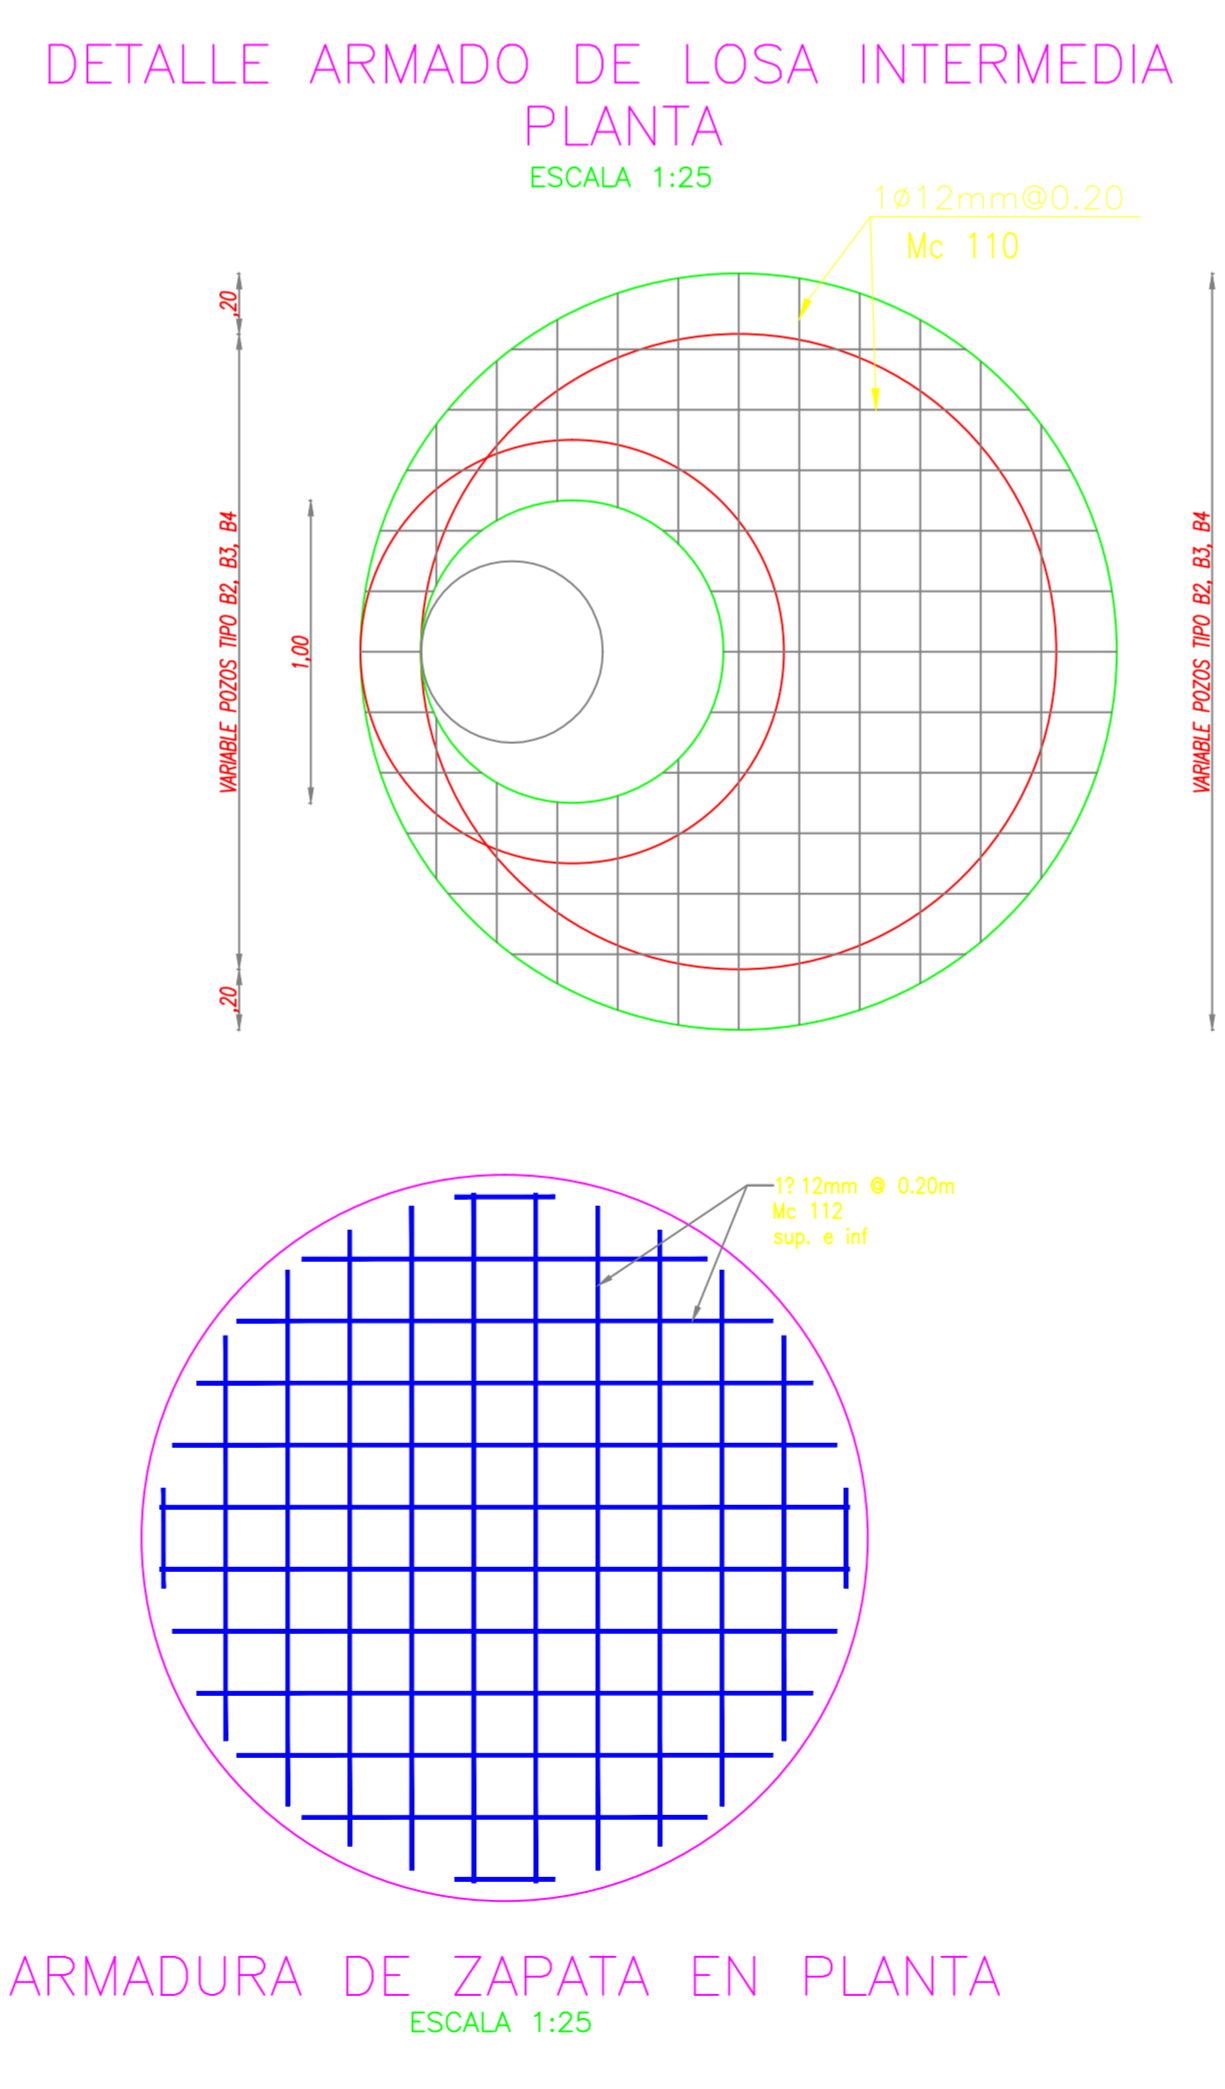 DETALLE ARMADO DE LOSA INTERMEDIA
PLANTA
ESCALA 1:25
1ø12mm@0.20
Mc 110
,20
VARIABLE POZOS TIPO B2, B3, B4
1,00
VARIABLE POZOS TIPO B2, B3, B4
,20
1? 12mm @ 0.20m
Mc 112
sup. e inf
ARMADURA DE ZAPATA EN PLANTA
ESCALA 1:25